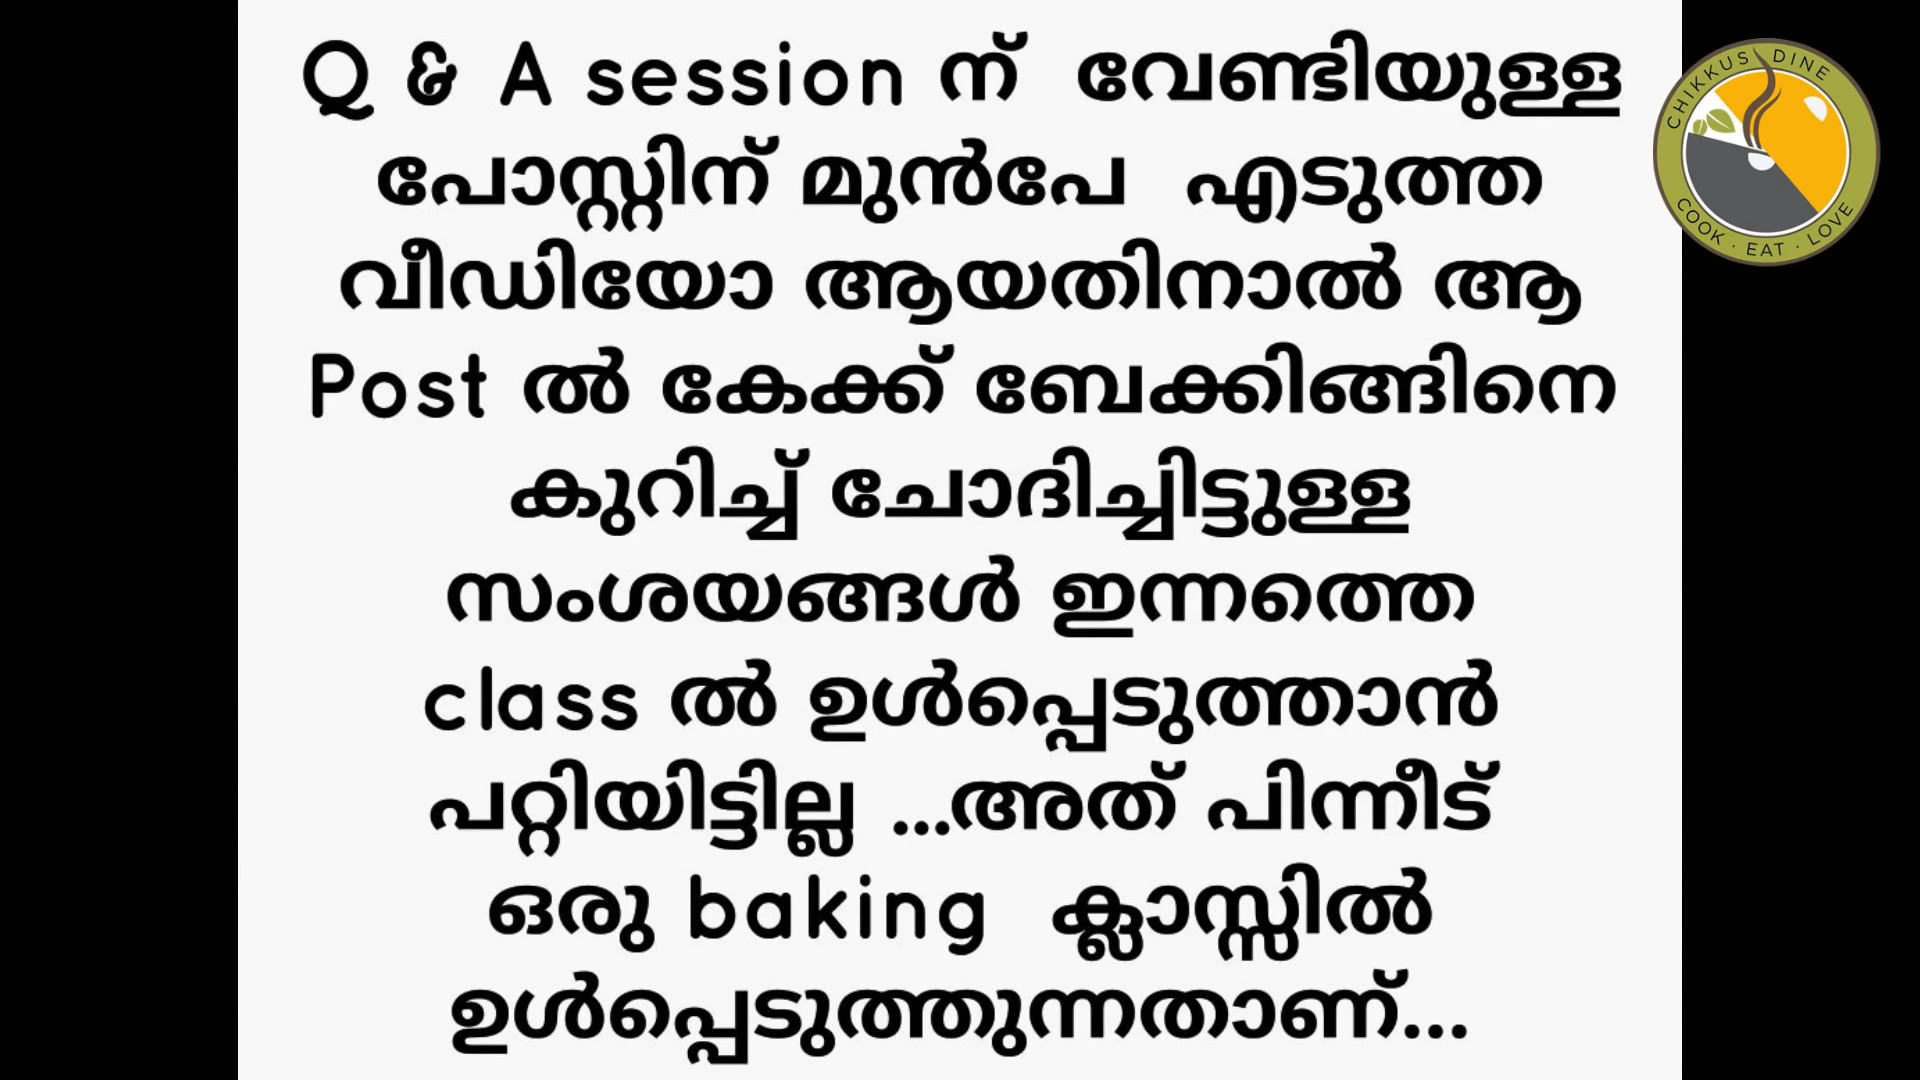 Q & A session ന് വേണ്ടിയുള്ള
പോസ്റ്റിന് മുൻപേ എടുത്ത
വീഡിയോ ആയതിനാൽ ആ
Post ൽ കേക്ക് ബേക്കിങ്ങിനെ
കുറിച്ച് ചോദിച്ചിട്ടുള്ള
സംശയങ്ങൾ ഇന്നത്തെ
class ൽ ഉൾപ്പെടുത്താൻ
പറ്റിയിട്ടില്ല ...അത് പിന്നീട്
ഒരു baking ക്ലാസ്സിൽ
ഉൾപ്പെടുത്തുന്നതാണ്...
CHIKKUS DINE
COOK · EAT · LOVE